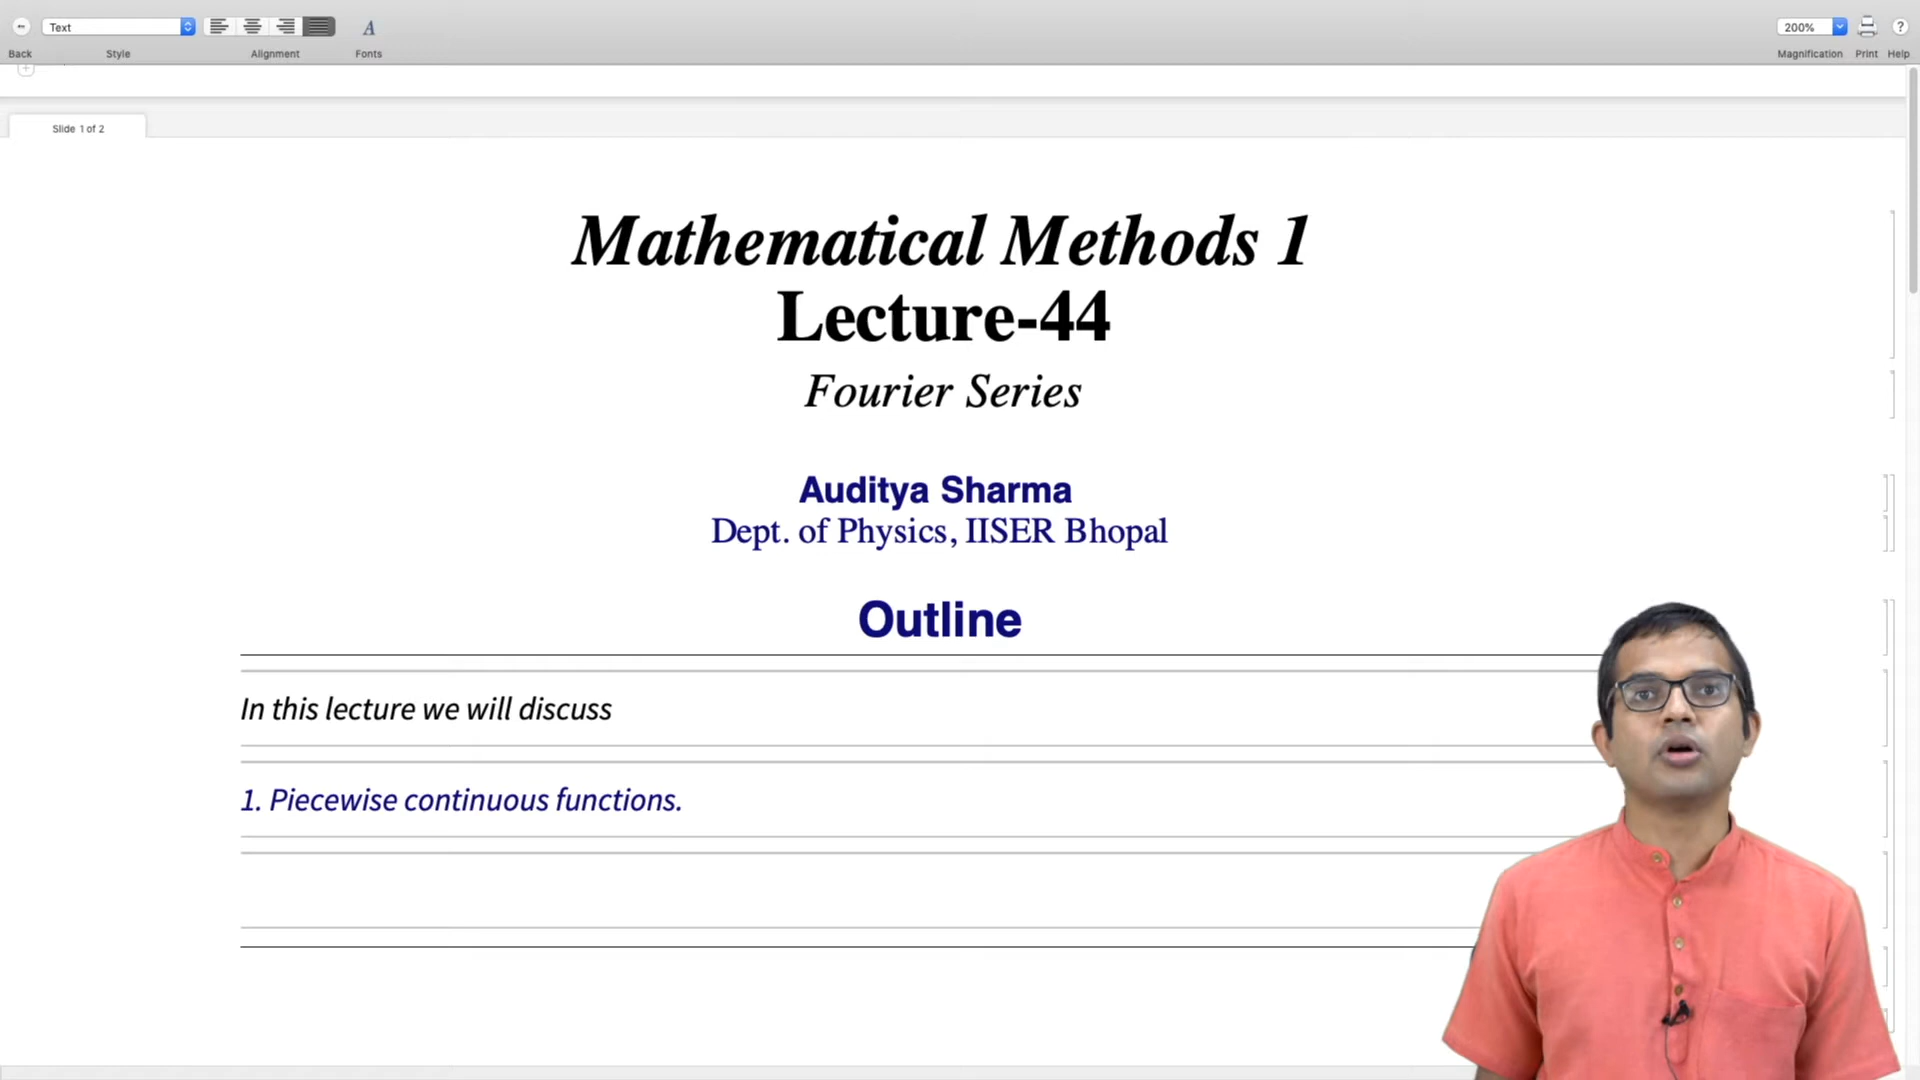 Text
200%
Back Style Alignment Fonts Magnification Print Help
Slide 1 of 2
Mathematical Methods 1
Lecture-44
Fourier Series
Auditya Sharma
Dept. of Physics, IISER Bhopal
Outline
In this lecture we will discuss
1. Piecewise continuous functions.